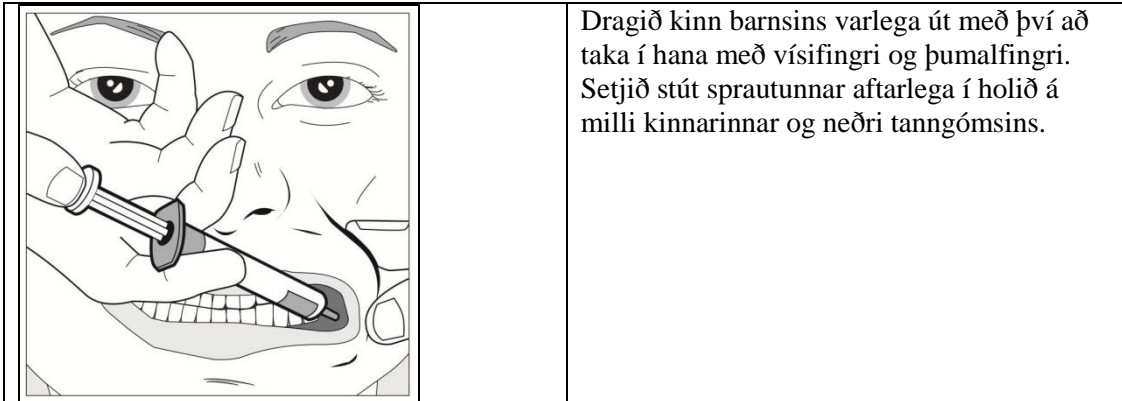 Dragið kinn barnsins varlega út með því að
taka í hana með vísifingri og þumalfingri.
Setjið stút sprautunnar aftarlega í holið á
milli kinnarinnar og neðri tanngómsins.